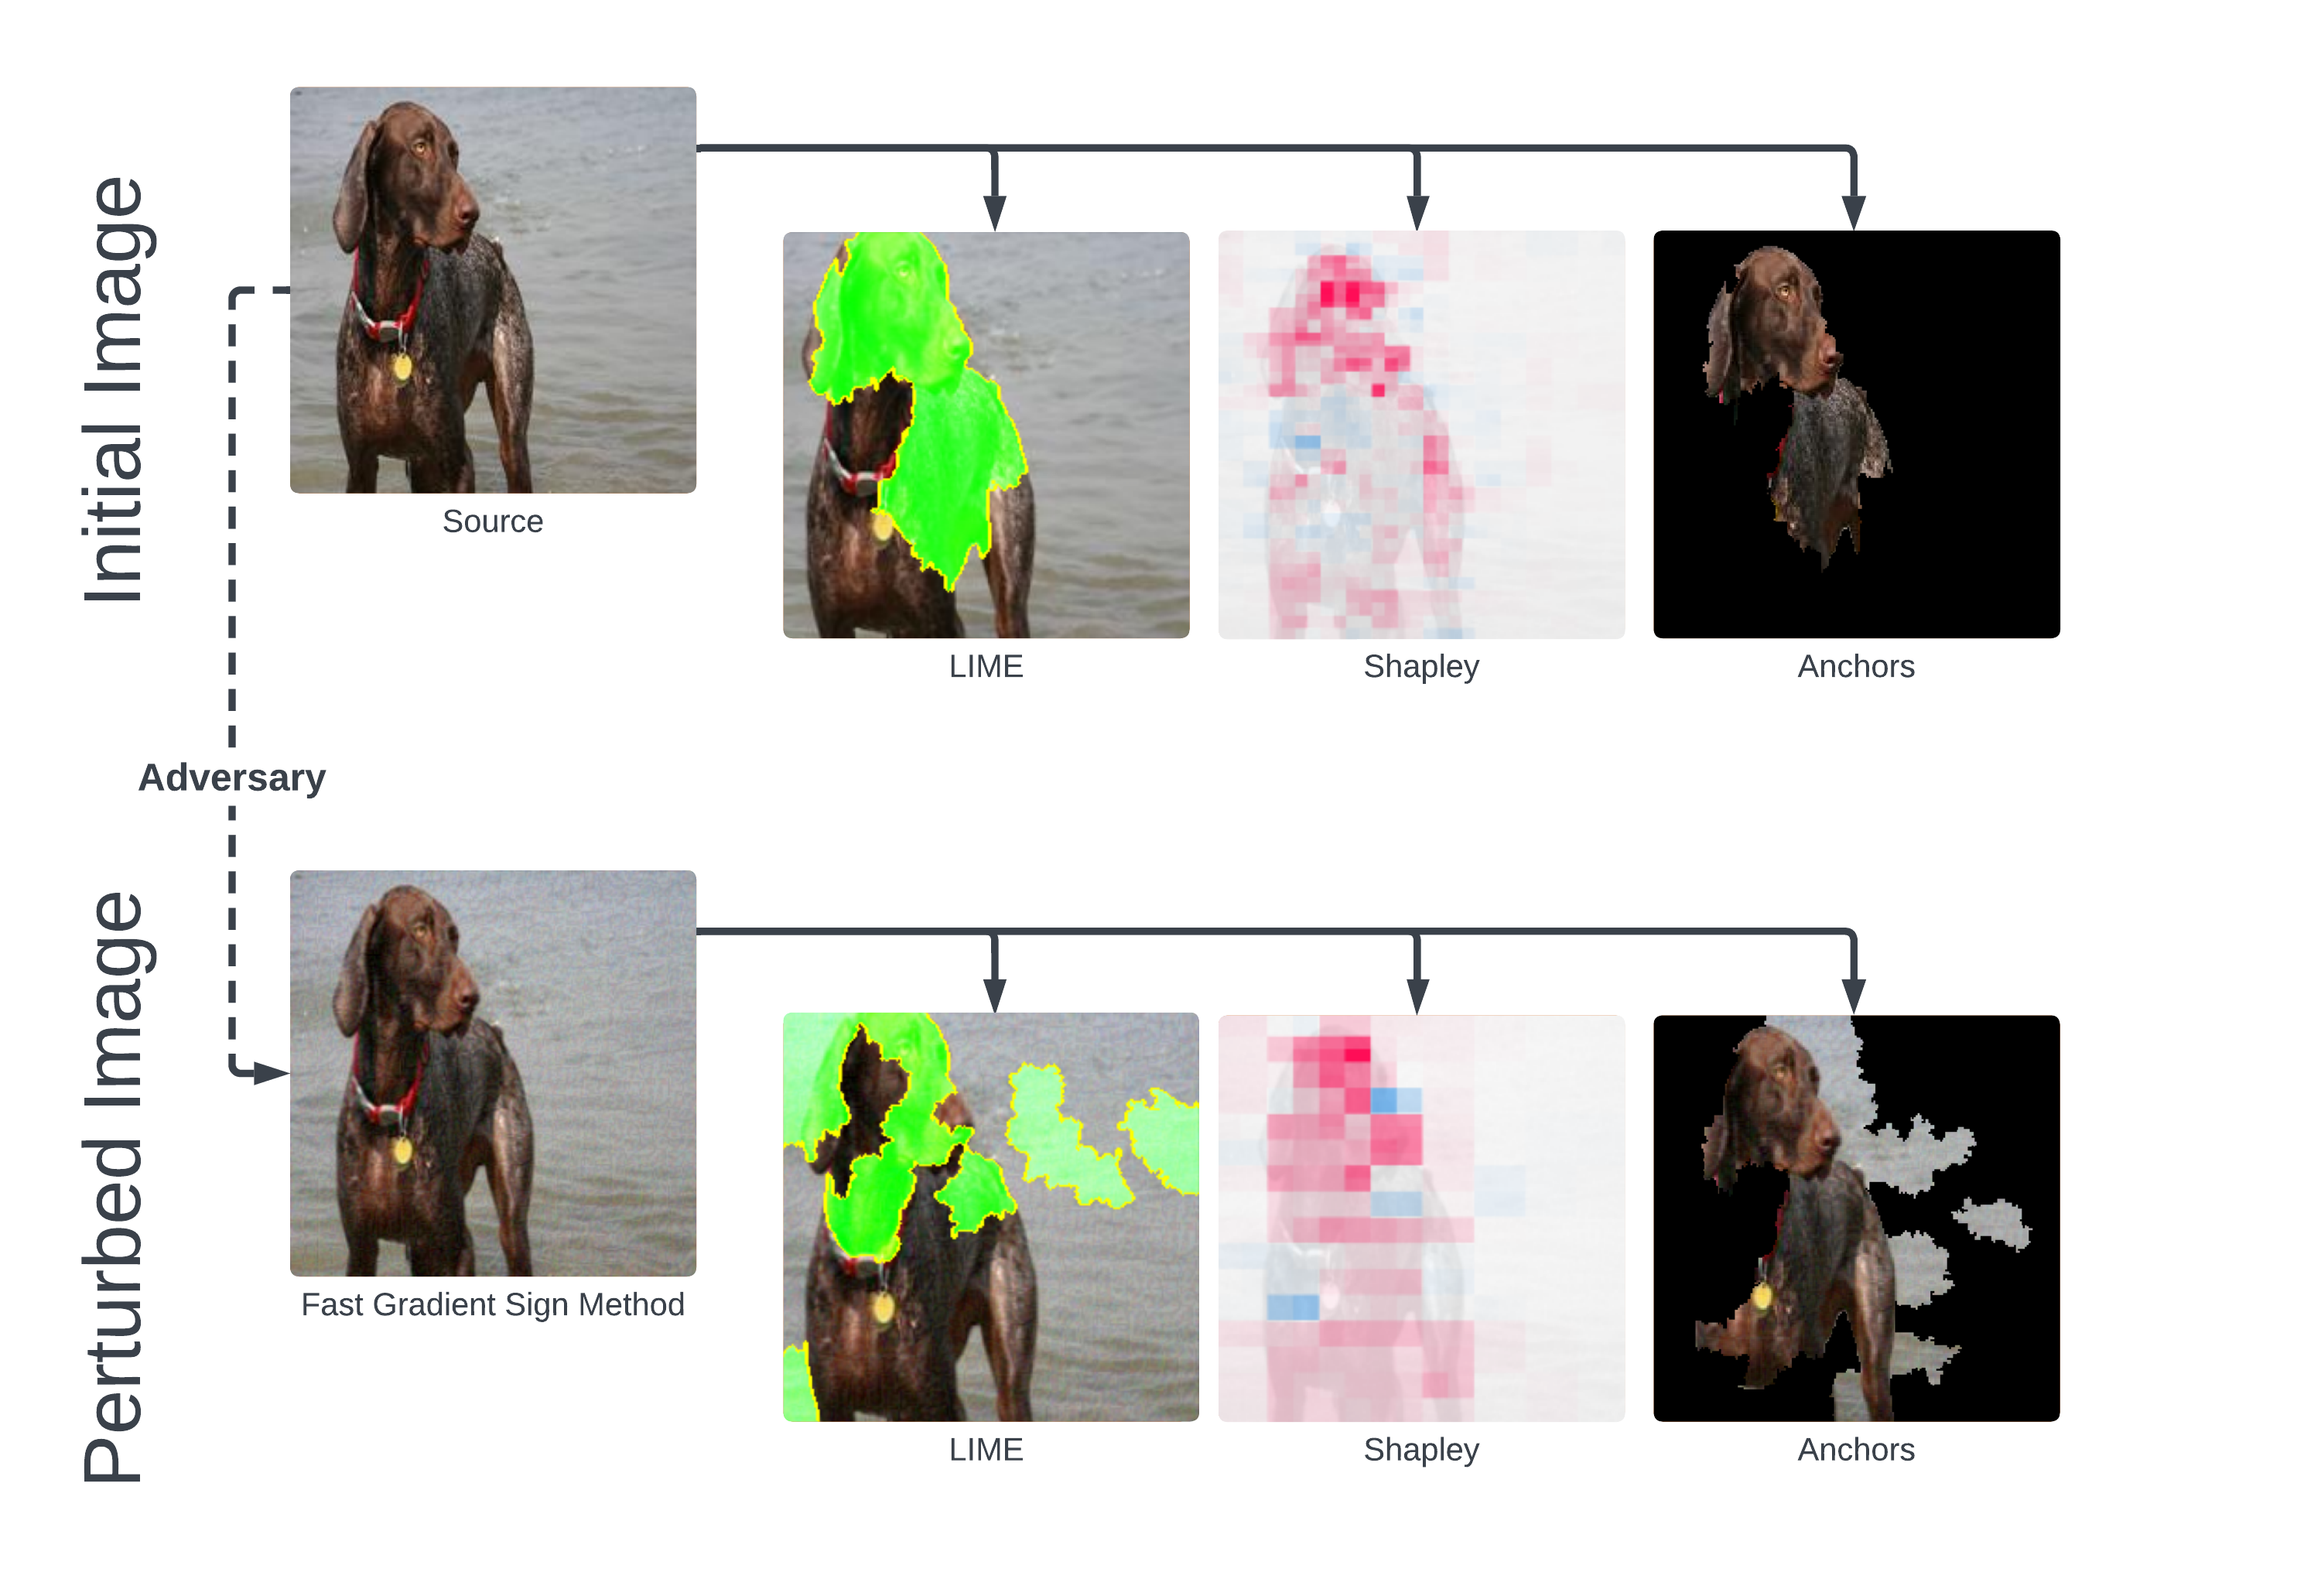 Initial Image
Source
LIME
Shapley
Anchors
Adversary
Perturbed Image
Fast Gradient Sign Method
LIME
Shapley
Anchors